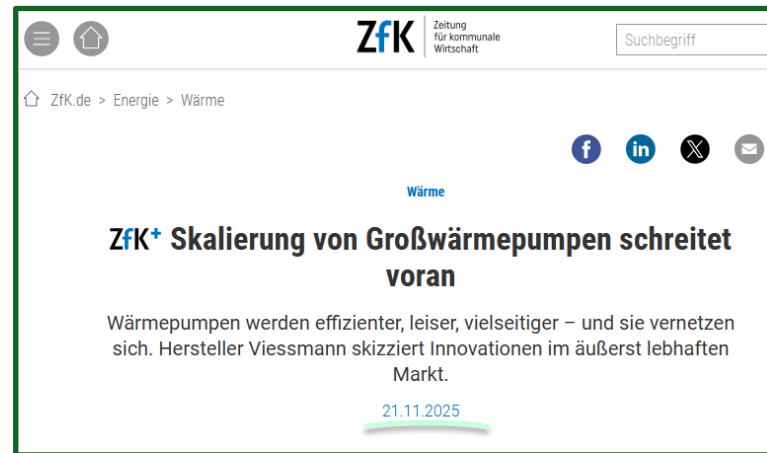 ZfK
Zeitung
für kommunale
Wirtschaft
Suchbegriff
ZfK.de > Energie > Wärme
Wärme
ZfK+ Skalierung von Großwärmepumpen schreitet
voran
Wärmepumpen werden effizienter, leiser, vielseitiger – und sie vernetzen
sich. Hersteller Viessmann skizziert Innovationen im äußerst lebhaften
Markt.
21.11.2025